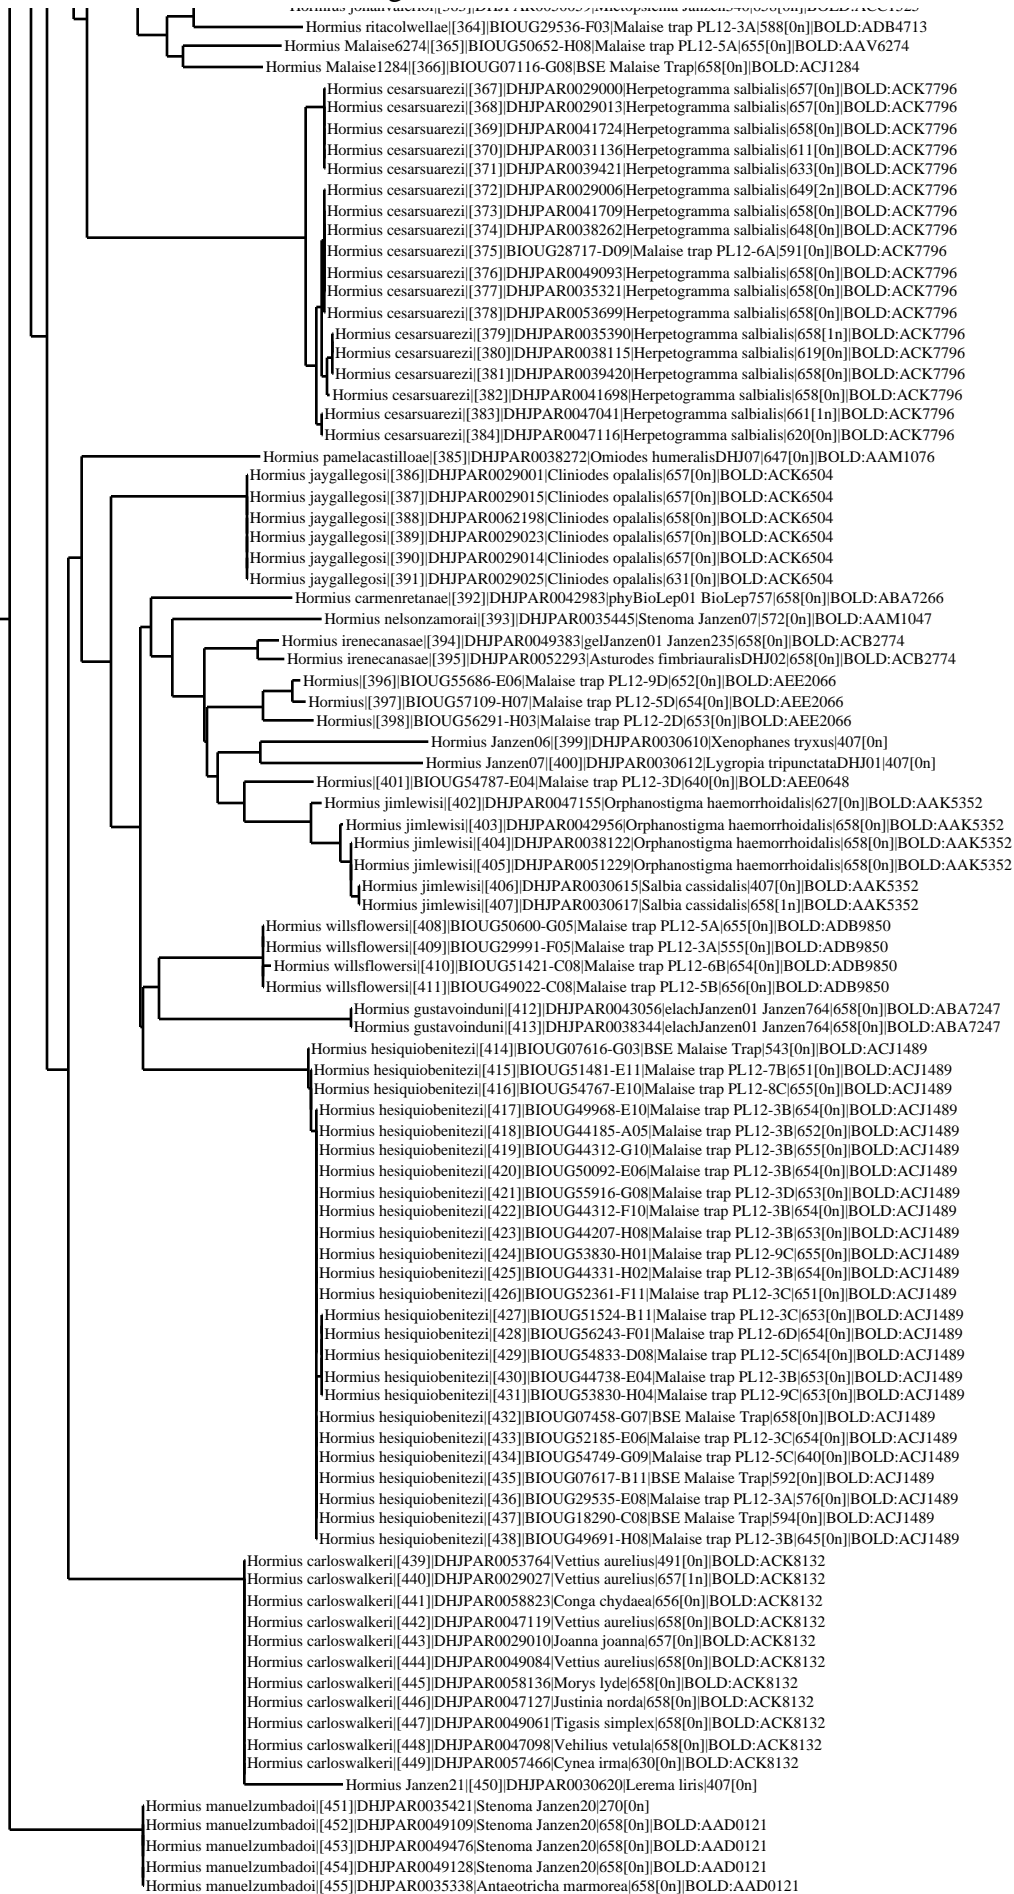 Hormius ritacolwellae|[364]|BIOUG29536-F03|Malaise trap PL12-3A|588[0n]|BOLD:ADB4713
Hormius Malaise6274|[365]|BIOUG50652-H08|Malaise trap PL12-5A|655[0n]|BOLD:AAV6274
Hormius Malaise1284|[366]|BIOUG07116-G08|BSE Malaise Trap|658[0n]|BOLD:ACJ1284
Hormius cesarsuarezi|[367]|DHJPAR0029000|Herpetogramma salbialis|657[0n]|BOLD:ACK7796
Hormius cesarsuarezi|[368]|DHJPAR0029013|Herpetogramma salbialis|657[0n]|BOLD:ACK7796
Hormius cesarsuarezi|[369]|DHJPAR0041724|Herpetogramma salbialis|658[0n]|BOLD:ACK7796
Hormius cesarsuarezi|[370]|DHJPAR0031136|Herpetogramma salbialis|611[0n]|BOLD:ACK7796
Hormius cesarsuarezi|[371]|DHJPAR0039421|Herpetogramma salbialis|633[0n]|BOLD:ACK7796
Hormius cesarsuarezi|[372]|DHJPAR0029006|Herpetogramma salbialis|649[2n]|BOLD:ACK7796
Hormius cesarsuarezi|[373]|DHJPAR0041709|Herpetogramma salbialis|658[0n]|BOLD:ACK7796
Hormius cesarsuarezi|[374]|DHJPAR0038262|Herpetogramma salbialis|648[0n]|BOLD:ACK7796
Hormius cesarsuarezi|[375]|BIOUG28717-D09|Malaise trap PL12-6A|591[0n]|BOLD:ACK7796
Hormius cesarsuarezi|[376]|DHJPAR0049093|Herpetogramma salbialis|658[0n]|BOLD:ACK7796
Hormius cesarsuarezi|[377]|DHJPAR0035321|Herpetogramma salbialis|658[0n]|BOLD:ACK7796
Hormius cesarsuarezi|[378]|DHJPAR0053699|Herpetogramma salbialis|658[0n]|BOLD:ACK7796
Hormius cesarsuarezi|[379]|DHJPAR0035390|Herpetogramma salbialis|658[1n]|BOLD:ACK7796
Hormius cesarsuarezi|[380]|DHJPAR0038115|Herpetogramma salbialis|619[0n]|BOLD:ACK7796
Hormius cesarsuarezi|[381]|DHJPAR0039420|Herpetogramma salbialis|658[0n]|BOLD:ACK7796
Hormius cesarsuarezi|[382]|DHJPAR0041698|Herpetogramma salbialis|658[0n]|BOLD:ACK7796
Hormius cesarsuarezi|[383]|DHJPAR0047041|Herpetogramma salbialis|661[1n]|BOLD:ACK7796
Hormius cesarsuarezi|[384]|DHJPAR0047116|Herpetogramma salbialis|620[0n]|BOLD:ACK7796
Hormius pamelacastilloae|[385]|DHJPAR0038272|Omiodes humeralisDHJ07|647[0n]|BOLD:AAM1076
Hormius jaygallegosi|[386]|DHJPAR0029001|Cliniodes opalalis|657[0n]|BOLD:ACK6504
Hormius jaygallegosi|[387]|DHJPAR0029015|Cliniodes opalalis|657[0n]|BOLD:ACK6504
Hormius jaygallegosi|[388]|DHJPAR0062198|Cliniodes opalalis|658[0n]|BOLD:ACK6504
Hormius jaygallegosi|[389]|DHJPAR0029023|Cliniodes opalalis|657[0n]|BOLD:ACK6504
Hormius jaygallegosi|[390]|DHJPAR0029014|Cliniodes opalalis|657[0n]|BOLD:ACK6504
Hormius jaygallegosi|[391]|DHJPAR0029025|Cliniodes opalalis|631[0n]|BOLD:ACK6504
Hormius carmenretanae|[392]|DHJPAR0042983|phyBioLep01 BioLep757|658[0n]|BOLD:ABA7266
Hormius nelsonzamorai|[393]|DHJPAR0035445|Stenoma Janzen07|572[0n]|BOLD:AAM1047
Hormius irenecanasae|[394]|DHJPAR0049383|gelJanzen01 Janzen235|658[0n]|BOLD:ACB2774
Hormius irenecanasae|[395]|DHJPAR0052293|Asturodes fimbriauralisDHJ02|658[0n]|BOLD:ACB2774
Hormius|[396]|BIOUG55686-E06|Malaise trap PL12-9D|652[0n]|BOLD:AEE2066
Hormius|[397]|BIOUG57109-H07|Malaise trap PL12-5D|654[0n]|BOLD:AEE2066
Hormius|[398]|BIOUG56291-H03|Malaise trap PL12-2D|653[0n]|BOLD:AEE2066
Hormius Janzen06|[399]|DHJPAR0030610|Xenophanes tryxus|407[0n]
Hormius Janzen07|[400]|DHJPAR0030612|Lygropia tripunctataDHJ01|407[0n]
Hormius|[401]|BIOUG54787-E04|Malaise trap PL12-3D|640[0n]|BOLD:AEE0648
Hormius jimlewisi|[402]|DHJPAR0047155|Orphanostigma haemorrhoidalis|627[0n]|BOLD:AAK5352
Hormius jimlewisi|[403]|DHJPAR0042956|Orphanostigma haemorrhoidalis|658[0n]|BOLD:AAK5352
Hormius jimlewisi|[404]|DHJPAR0038122|Orphanostigma haemorrhoidalis|658[0n]|BOLD:AAK5352
Hormius jimlewisi|[405]|DHJPAR0051229|Orphanostigma haemorrhoidalis|658[0n]|BOLD:AAK5352
Hormius jimlewisi|[406]|DHJPAR0030615|Salbia cassidalis|407[0n]|BOLD:AAK5352
Hormius jimlewisi|[407]|DHJPAR0030617|Salbia cassidalis|658[1n]|BOLD:AAK5352
Hormius willsflowersi|[408]|BIOUG50600-G05|Malaise trap PL12-5A|655[0n]|BOLD:ADB9850
Hormius willsflowersi|[409]|BIOUG29991-F05|Malaise trap PL12-3A|555[0n]|BOLD:ADB9850
Hormius willsflowersi|[410]|BIOUG51421-C08|Malaise trap PL12-6B|654[0n]|BOLD:ADB9850
Hormius willsflowersi|[411]|BIOUG49022-C08|Malaise trap PL12-5B|656[0n]|BOLD:ADB9850
Hormius gustavoinduni|[412]|DHJPAR0043056|elachJanzen01 Janzen764|658[0n]|BOLD:ABA7247
Hormius gustavoinduni|[413]|DHJPAR0038344|elachJanzen01 Janzen764|658[0n]|BOLD:ABA7247
Hormius hesiquiobenitezi|[414]|BIOUG07616-G03|BSE Malaise Trap|543[0n]|BOLD:ACJ1489
Hormius hesiquiobenitezi|[415]|BIOUG51481-E11|Malaise trap PL12-7B|651[0n]|BOLD:ACJ1489
Hormius hesiquiobenitezi|[416]|BIOUG54767-E10|Malaise trap PL12-8C|655[0n]|BOLD:ACJ1489
Hormius hesiquiobenitezi|[417]|BIOUG49968-E10|Malaise trap PL12-3B|654[0n]|BOLD:ACJ1489
Hormius hesiquiobenitezi|[418]|BIOUG44185-A05|Malaise trap PL12-3B|652[0n]|BOLD:ACJ1489
Hormius hesiquiobenitezi|[419]|BIOUG44312-G10|Malaise trap PL12-3B|655[0n]|BOLD:ACJ1489
Hormius hesiquiobenitezi|[420]|BIOUG50092-E06|Malaise trap PL12-3B|654[0n]|BOLD:ACJ1489
Hormius hesiquiobenitezi|[421]|BIOUG55916-G08|Malaise trap PL12-3D|653[0n]|BOLD:ACJ1489
Hormius hesiquiobenitezi|[422]|BIOUG44312-F10|Malaise trap PL12-3B|654[0n]|BOLD:ACJ1489
Hormius hesiquiobenitezi|[423]|BIOUG44207-H08|Malaise trap PL12-3B|653[0n]|BOLD:ACJ1489
Hormius hesiquiobenitezi|[424]|BIOUG53830-H01|Malaise trap PL12-9C|655[0n]|BOLD:ACJ1489
Hormius hesiquiobenitezi|[425]|BIOUG44331-H02|Malaise trap PL12-3B|654[0n]|BOLD:ACJ1489
Hormius hesiquiobenitezi|[426]|BIOUG52361-F11|Malaise trap PL12-3C|651[0n]|BOLD:ACJ1489
Hormius hesiquiobenitezi|[427]|BIOUG51524-B11|Malaise trap PL12-3C|653[0n]|BOLD:ACJ1489
Hormius hesiquiobenitezi|[428]|BIOUG56243-F01|Malaise trap PL12-6D|654[0n]|BOLD:ACJ1489
Hormius hesiquiobenitezi|[429]|BIOUG54833-D08|Malaise trap PL12-5C|654[0n]|BOLD:ACJ1489
Hormius hesiquiobenitezi|[430]|BIOUG44738-E04|Malaise trap PL12-3B|653[0n]|BOLD:ACJ1489
Hormius hesiquiobenitezi|[431]|BIOUG53830-H04|Malaise trap PL12-9C|653[0n]|BOLD:ACJ1489
Hormius hesiquiobenitezi|[432]|BIOUG07458-G07|BSE Malaise Trap|658[0n]|BOLD:ACJ1489
Hormius hesiquiobenitezi|[433]|BIOUG52185-E06|Malaise trap PL12-3C|654[0n]|BOLD:ACJ1489
Hormius hesiquiobenitezi|[434]|BIOUG54749-G09|Malaise trap PL12-5C|640[0n]|BOLD:ACJ1489
Hormius hesiquiobenitezi|[435]|BIOUG07617-B11|BSE Malaise Trap|592[0n]|BOLD:ACJ1489
Hormius hesiquiobenitezi|[436]|BIOUG29535-E08|Malaise trap PL12-3A|576[0n]|BOLD:ACJ1489
Hormius hesiquiobenitezi|[437]|BIOUG18290-C08|BSE Malaise Trap|594[0n]|BOLD:ACJ1489
Hormius hesiquiobenitezi|[438]|BIOUG49691-H08|Malaise trap PL12-3B|645[0n]|BOLD:ACJ1489
Hormius carloswalkeri|[439]|DHJPAR0053764|Vettius aurelius|491[0n]|BOLD:ACK8132
Hormius carloswalkeri|[440]|DHJPAR0029027|Vettius aurelius|657[1n]|BOLD:ACK8132
Hormius carloswalkeri|[441]|DHJPAR0058823|Conga chydaea|656[0n]|BOLD:ACK8132
Hormius carloswalkeri|[442]|DHJPAR0047119|Vettius aurelius|658[0n]|BOLD:ACK8132
Hormius carloswalkeri|[443]|DHJPAR0029010|Joanna joanna|657[0n]|BOLD:ACK8132
Hormius carloswalkeri|[444]|DHJPAR0049084|Vettius aurelius|658[0n]|BOLD:ACK8132
Hormius carloswalkeri|[445]|DHJPAR0058136|Morys lyde|658[0n]|BOLD:ACK8132
Hormius carloswalkeri|[446]|DHJPAR0047127|Justinia norda|658[0n]|BOLD:ACK8132
Hormius carloswalkeri|[447]|DHJPAR0049061|Tigasis simplex|658[0n]|BOLD:ACK8132
Hormius carloswalkeri|[448]|DHJPAR0047098|Vehilius vetula|658[0n]|BOLD:ACK8132
Hormius carloswalkeri|[449]|DHJPAR0057466|Cynea irma|630[0n]|BOLD:ACK8132
Hormius Janzen21|[450]|DHJPAR0030620|Lerema liris|407[0n]
Hormius manuelzumbadoi|[451]|DHJPAR0035421|Stenoma Janzen20|270[0n]
Hormius manuelzumbadoi|[452]|DHJPAR0049109|Stenoma Janzen20|658[0n]|BOLD:AAD0121
Hormius manuelzumbadoi|[453]|DHJPAR0049476|Stenoma Janzen20|658[0n]|BOLD:AAD0121
Hormius manuelzumbadoi|[454]|DHJPAR0049128|Stenoma Janzen20|658[0n]|BOLD:AAD0121
Hormius manuelzumbadoi|[455]|DHJPAR0035338|Antaeotricha marmorea|658[0n]|BOLD:AAD0121